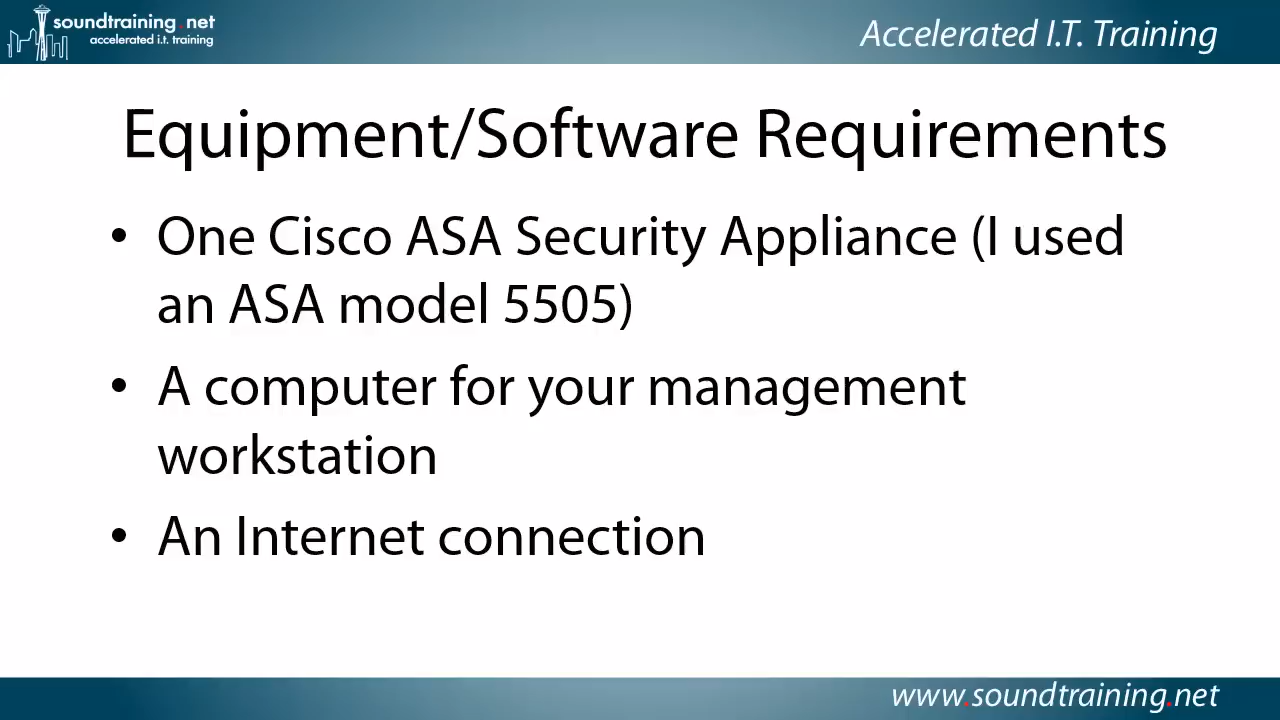 soundtraining.net
accelerated i.t. training
Accelerated I.T. Training
Equipment/Software Requirements
• One Cisco ASA Security Appliance (I used
an ASA model 5505)
• A computer for your management
workstation
• An Internet connection
www.soundtraining.net